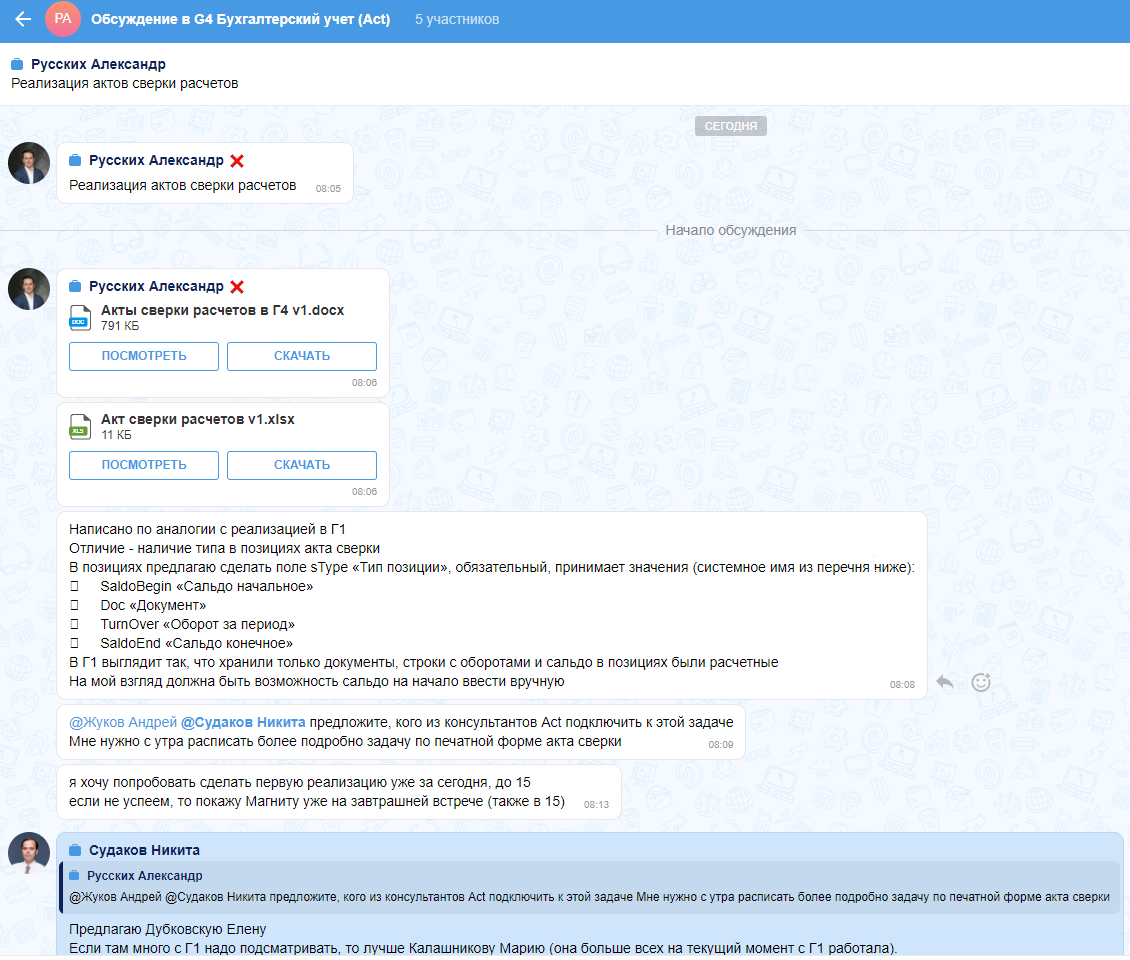 РА
Обсуждение в G4 Бухгалтерский учет (Act) 5 участников
Русских Александр
Реализация актов сверки расчетов
СЕГОДНЯ
Русских Александр
Реализация актов сверки расчетов 08:05
Начало обсуждения
Русских Александр
Акты сверки расчетов в Г4 v1.docx
DOC
791 КБ
ПОСМОТРЕТЬ СКАЧАТЬ
08:06
Акт сверки расчетов v1.xlsx
XLS
11 КБ
ПОСМОТРЕТЬ СКАЧАТЬ
08:06
Написано по аналогии с реализацией в Г1
Отличие - наличие типа в позициях акта сверки
В позициях предлагаю сделать поле sType «Тип позиции», обязательный, принимает значения (системное имя из перечня ниже):
SaldoBegin «Сальдо начальное»
Doc «Документ»
TurnOver «Оборот за период»
SaldoEnd «Сальдо конечное»
В Г1 выглядит так, что хранили только документы, строки с оборотами и сальдо в позициях были расчетные
На мой взгляд должна быть возможность сальдо на начало ввести вручную 08:08
@Жуков Андрей @Судаков Никита предложите, кого из консультантов Act подключить к этой задаче
Мне нужно с утра расписать более подробно задачу по печатной форме акта сверки 08:09
я хочу попробовать сделать первую реализацию уже за сегодня, до 15
если не успеем, то покажу Магниту уже на завтрашней встрече (также в 15) 08:13
Судаков Никита
Русских Александр
@Жуков Андрей @Судаков Никита предложите, кого из консультантов Act подключить к этой задаче Мне нужно с утра расписать более подробно задачу по печатной форме акта сверки
Предлагаю Дубковскую Елену
Если там много с Г1 надо подсматривать, то лучше Калашникову Марию (она больше всех на текущий момент с Г1 работала).